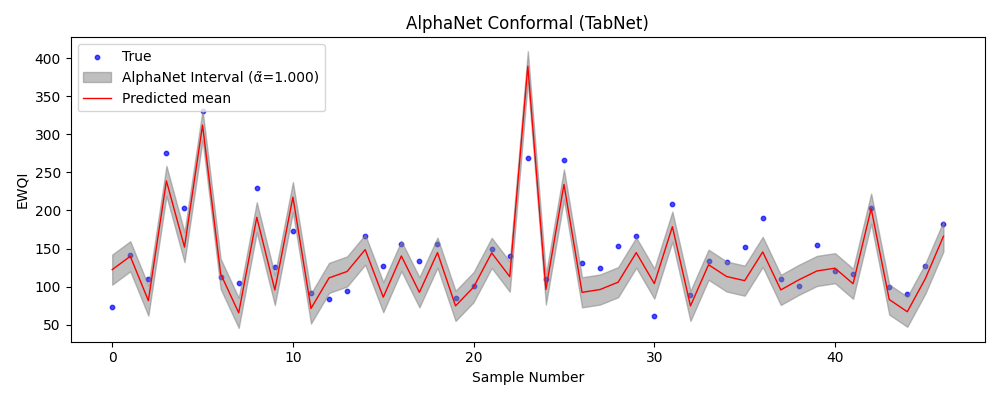 AlphaNet Conformal (TabNet)
True
AlphaNet Interval (α̃=1.000)
Predicted mean
EWQI
400
350
300
250
200
150
100
50
0
10
20
30
40
Sample Number